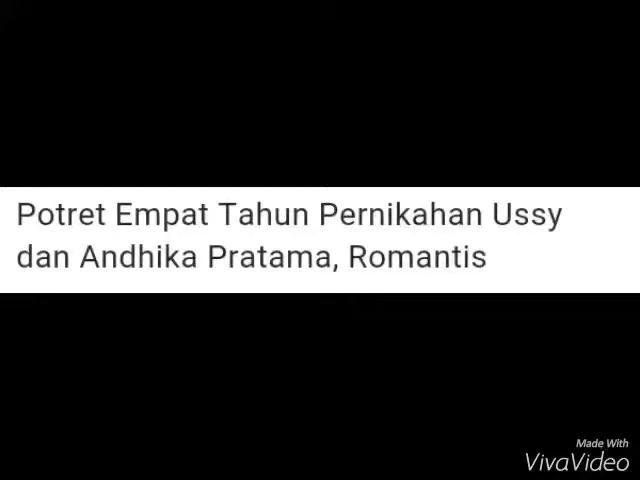 Potret Empat Tahun Pernikahan Ussy
dan Andhika Pratama, Romantis
Made With
VivaVideo